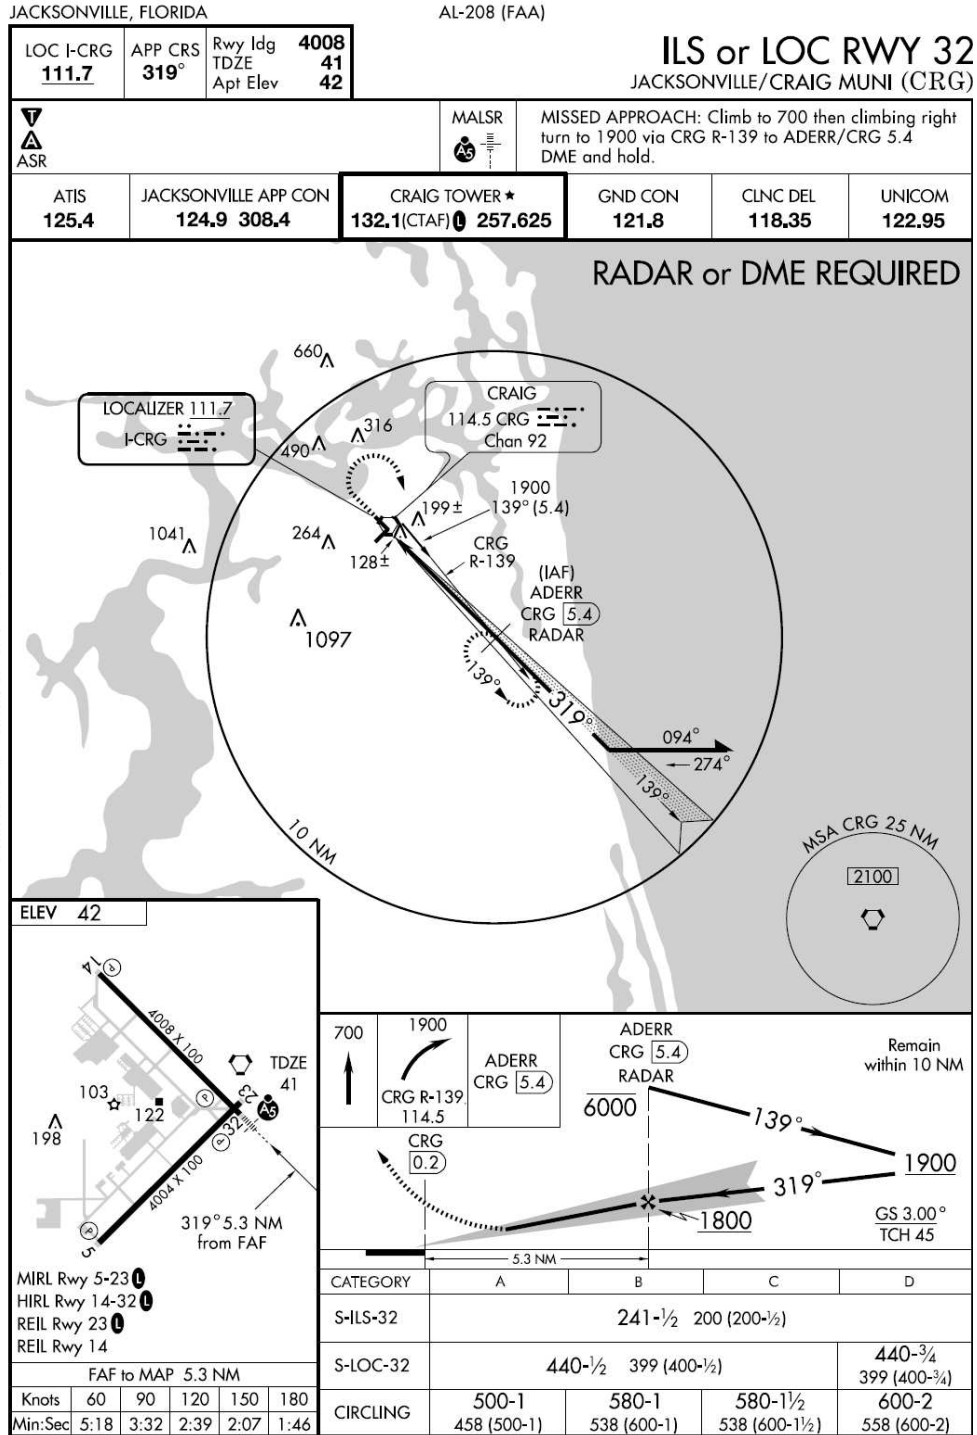 JACKSONVILLE, FLORIDA
AL-208 (FAA)
LOC I-CRG
111.7
APP CRS
319°
Rwy ldg 4008
TDZE 41
Apt Elev 42
ILS or LOC RWY 32
JACKSONVILLE/CRAIG MUNI (CRG)
T
A
ASR
MALSR
A5
MISSED APPROACH: Climb to 700 then climbing right
turn to 1900 via CRG R-139 to ADERR/CRG 5.4
DME and hold.
ATIS
125.4
JACKSONVILLE APP CON
124.9 308.4
CRAIG TOWER ★
132.1(CTAF) L 257.625
GND CON
121.8
CLNC DEL
118.35
UNICOM
122.95
RADAR or DME REQUIRED
660
LOCALIZER 111.7
I-CRG
CRAIG
114.5 CRG
Chan 92
316
490
1900
139° (5.4)
199±
1041
264
128±
CRG
R-139
(IAF)
ADERR
CRG 5.4
RADAR
1097
139°
319°
094°
274°
139°
10 NM
MSA CRG 25 NM
2100
ELEV 42
14
P
4008 X 100
TDZE
41
23
A5
103
122
P
198
32
P
4004 X 100
319° 5.3 NM
from FAF
P
5
MIRL Rwy 5-23 L
HIRL Rwy 14-32 L
REIL Rwy 23 L
REIL Rwy 14
FAF to MAP 5.3 NM
Knots 60 90 120 150 180
Min:Sec 5:18 3:32 2:39 2:07 1:46
700
1900
CRG R-139
114.5
ADERR
CRG 5.4
ADERR
CRG 5.4
RADAR
6000
Remain
within 10 NM
139°
CRG
0.2
1900
319°
1800
GS 3.00°
TCH 45
5.3 NM
CATEGORY A B C D
S-ILS-32 241-½ 200 (200-½)
S-LOC-32 440-½ 399 (400-½) 440-¾ 399 (400-¾)
CIRCLING 500-1 580-1 580-1½ 600-2
458 (500-1) 538 (600-1) 538 (600-1½) 558 (600-2)